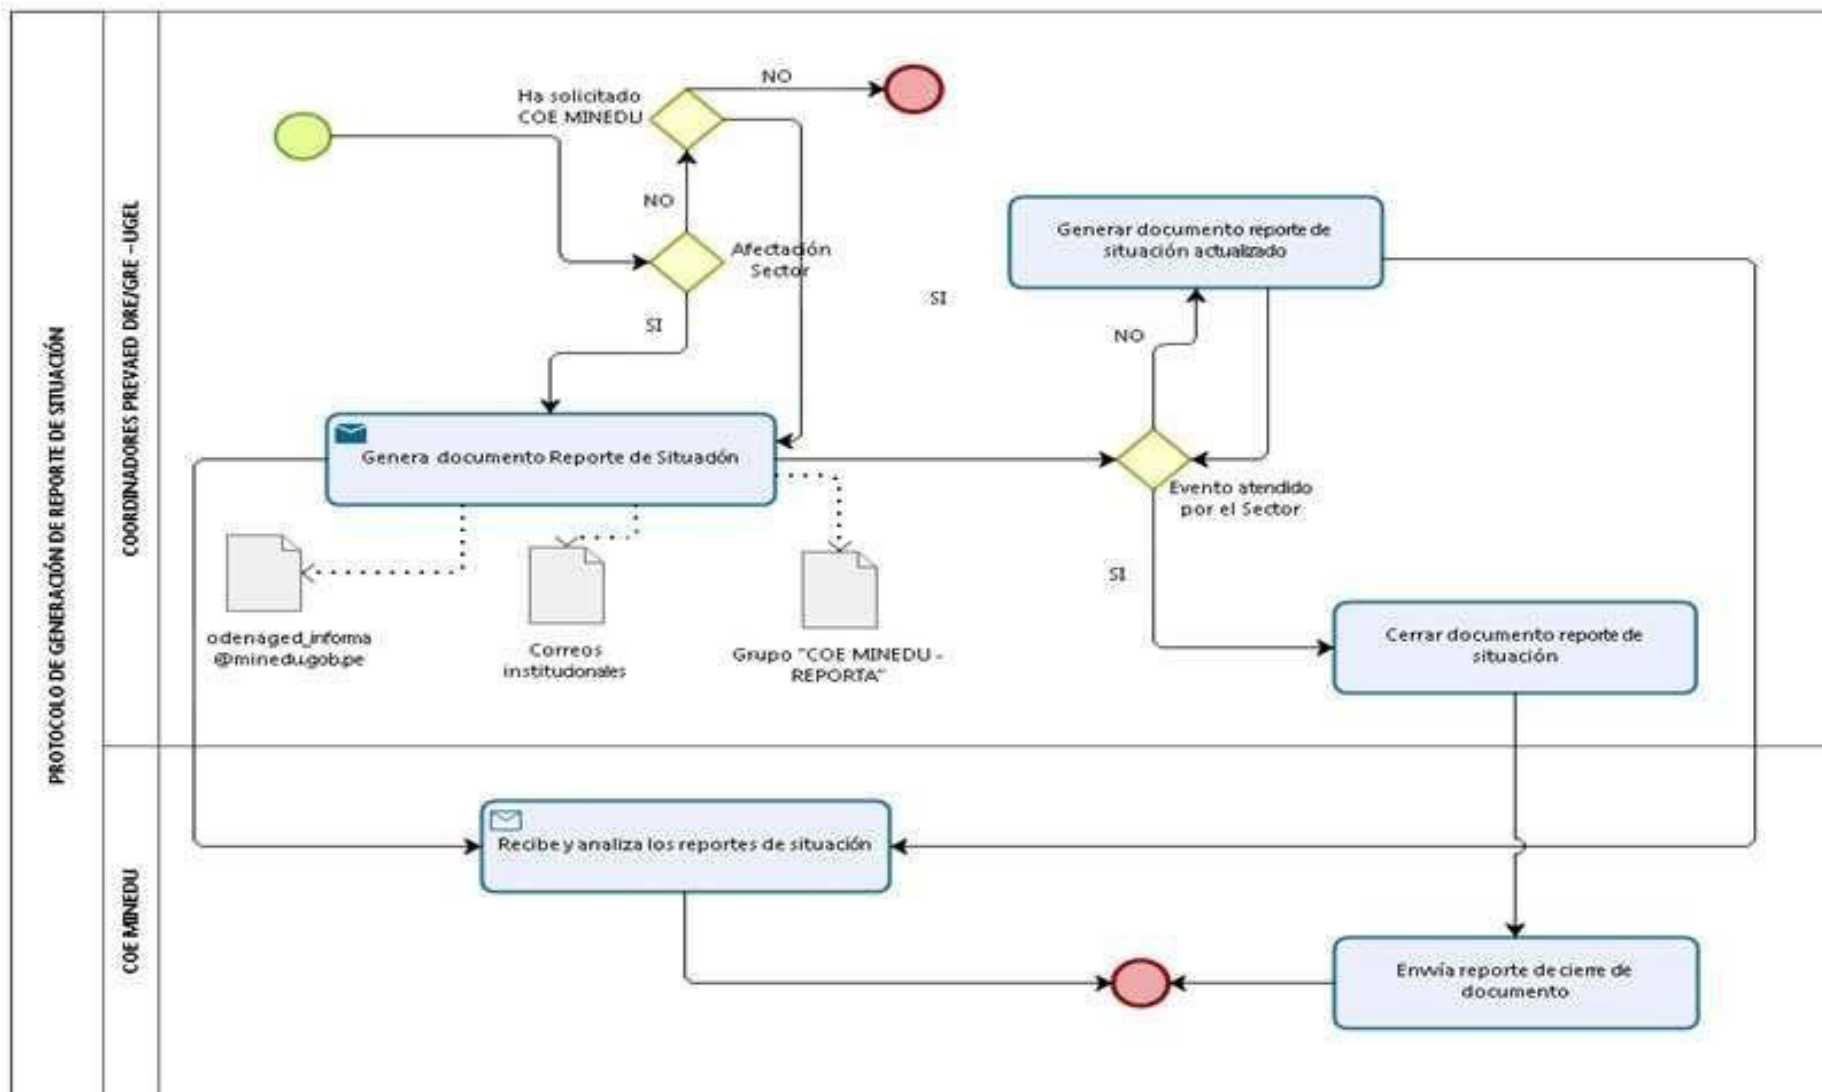 PROTOCOLO DE GENERACIÓN DE REPORTE DE SITUACIÓN
COORDINADORES PREVAED DRE/GRE - UGEL
NO
Ha solicitado
COE MINEDU
NO
Afectación
Sector
SI
Genera documento Reporte de Situación
odenaged_informa
@minedu.gob.pe
Correos
institucionales
Grupo "COE MINEDU -
REPORTA"
SI
Generar documento reporte de
situación actualizado
NO
Evento atendido
por el Sector
SI
Cerrar documento reporte de
situación
COE MINEDU
Recibe y analiza los reportes de situación
Envvía reporte de cierre de
documento